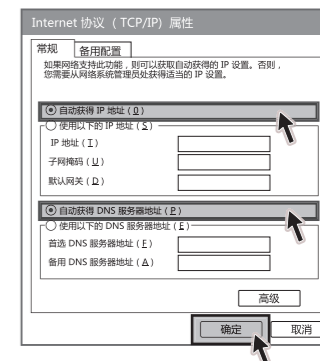 Internet 协议 （ TCP/IP) 属性
常规 备用配置
如果网络支持此功能，则可以获取自动获得的 IP 设置。否则，
您需要从网络系统管理员处获得适当的 IP 设置。
自动获得 IP 地址 ( O )
使用以下的 IP 地址 ( S )
IP 地址 ( I )
子网掩码 ( U )
默认网关 ( D )
自动获得 DNS 服务器地址 ( P )
使用以下的 DNS 服务器地址 ( E )
首选 DNS 服务器地址 ( F )
备用 DNS 服务器地址 ( A )
高级
确定 取消